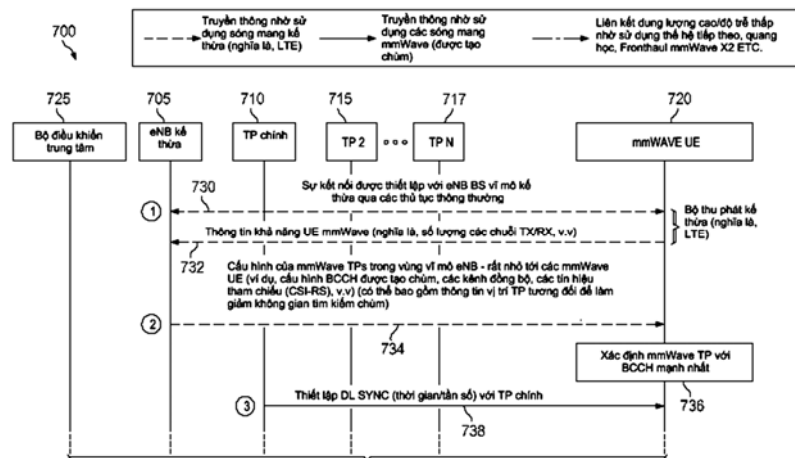 700
Truyền thông nhờ sử
dụng sóng mang kế
thừa (nghĩa là, LTE)
Truyền thông nhờ sử
dụng các sóng mang
mmWave (được tạo
chùm)
Liên kết dung lượng cao/độ trễ thấp
nhờ sử dụng thế hệ tiếp theo, quang
học, Fronthaul mmWave X2 ETC.
725
705
710
715
717
720
Bộ điều khiển
trung tâm
eNB kế
thừa
TP chính
TP 2
TP N
mmWAVE UE
Sự kết nối được thiết lập với eNB BS vĩ mô kế
thừa qua các thủ tục thông thường
730
1
Thông tin khả năng UE mmWave (nghĩa là, số lượng các chuỗi TX/RX, v.v)
732
Bộ thu phát kế
thừa (nghĩa là,
LTE)
Cấu hình của mmWave TPs trong vùng vĩ mô eNB - rất nhỏ tới các mmWave
UE (ví dụ, cấu hình BCCH được tạo chùm, các kênh đồng bộ, các tín hiệu
tham chiếu (CSI-RS), v.v) (có thể bao gồm thông tin vị trí TP tương đối để làm
giảm không gian tìm kiếm chùm)
2
734
Xác định mmWave TP với
BCCH mạnh nhất
736
Thiết lập DL SYNC (thời gian/tần số) với TP chính
3
738